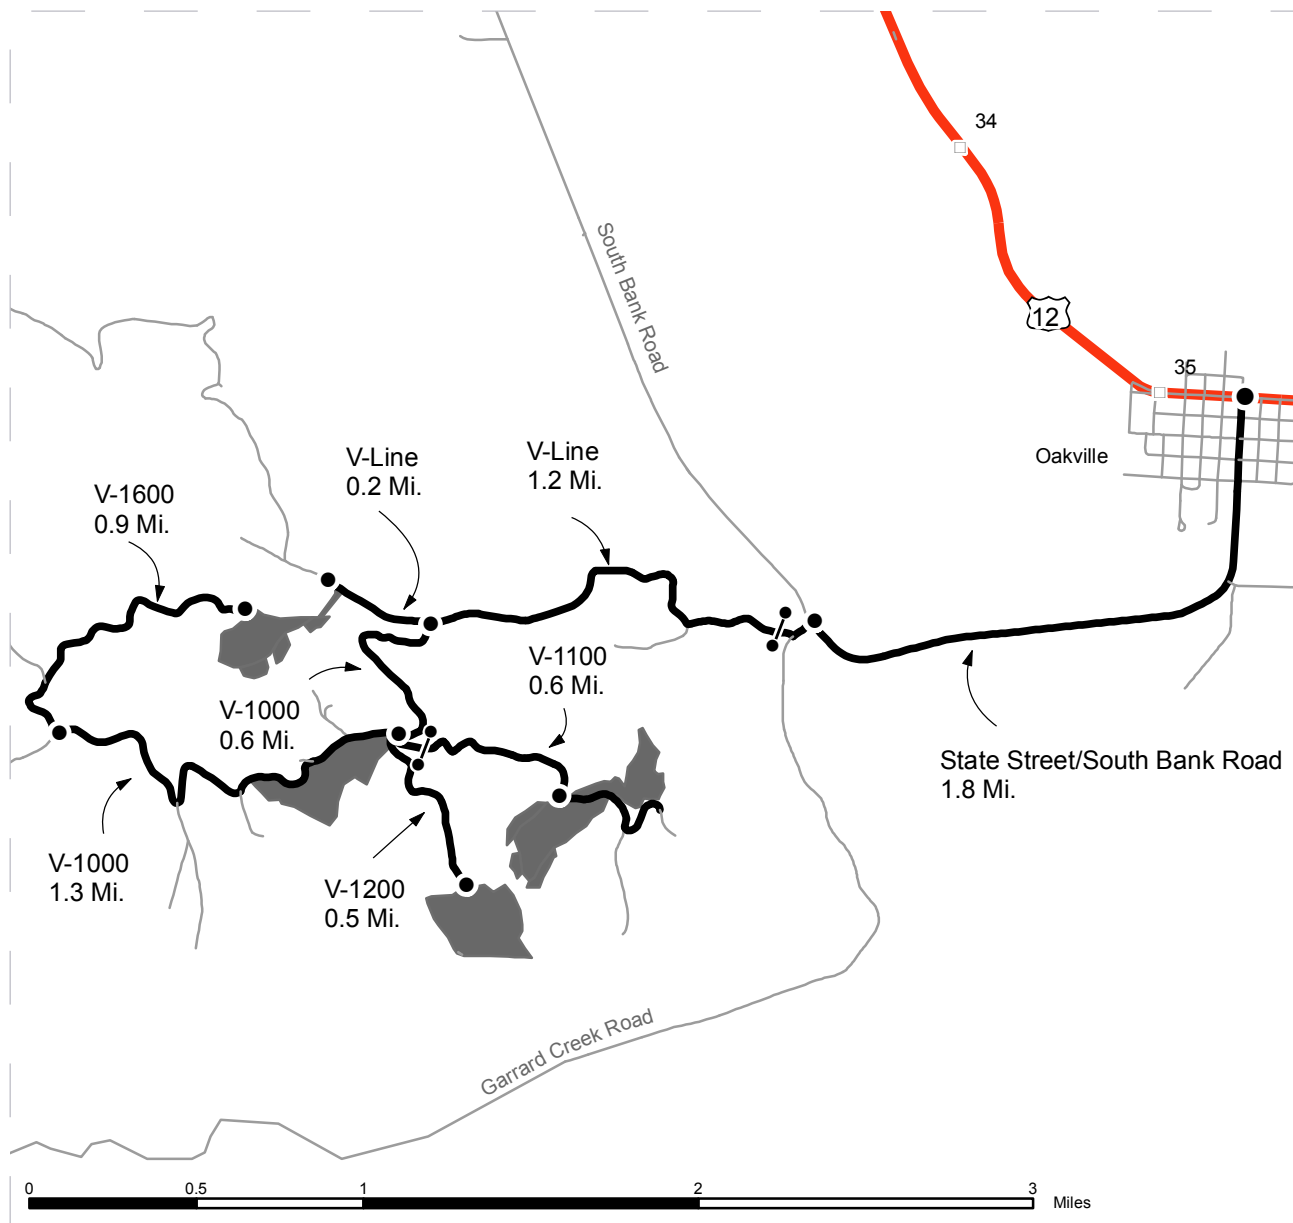 34
South Bank Road
12
35
Oakville
V-Line
0.2 Mi.
V-Line
1.2 Mi.
V-1600
0.9 Mi.
V-1100
0.6 Mi.
V-1000
0.6 Mi.
State Street/South Bank Road
1.8 Mi.
V-1000
1.3 Mi.
V-1200
0.5 Mi.
Garrard Creek Road
0 0.5 1 2 3
Miles